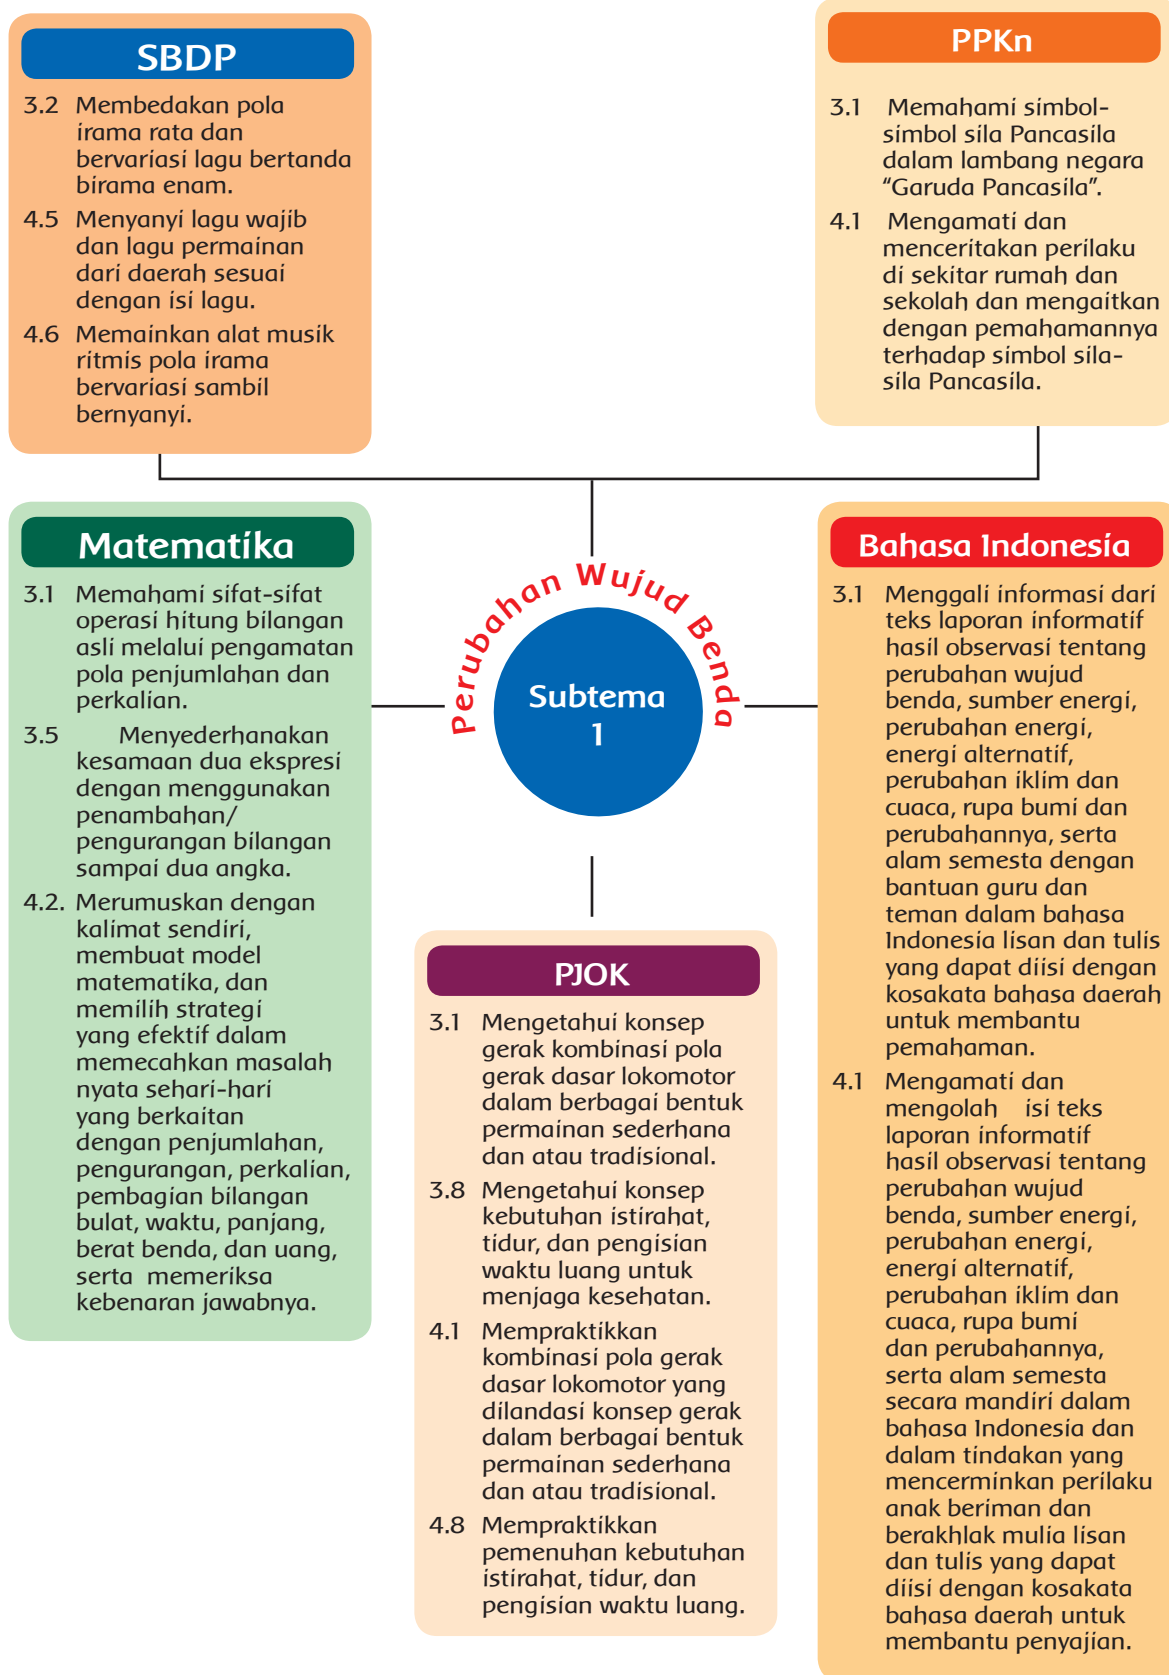 SBDP
3.2 Membedakan pola
irama rata dan
bervariasi lagu bertanda
birama enam.
4.5 Menyanyi lagu wajib
dan lagu permainan
dari daerah sesuai
dengan isi lagu.
4.6 Memainkan alat musik
ritmis pola irama
bervariasi sambil
bernyanyi.
PPKn
3.1 Memahami simbol-
simbol sila Pancasila
dalam lambang negara
“Garuda Pancasila”.
4.1 Mengamati dan
menceritakan perilaku
di sekitar rumah dan
sekolah dan mengaitkan
dengan pemahamannya
terhadap simbol sila-
sila Pancasila.
Matematika
3.1 Memahami sifat-sifat
operasi hitung bilangan
asli melalui pengamatan
pola penjumlahan dan
perkalian.
3.5 Menyederhanakan
kesamaan dua ekspresi
dengan menggunakan
penambahan/
pengurangan bilangan
sampai dua angka.
4.2. Merumuskan dengan
kalimat sendiri,
membuat model
matematika, dan
memilih strategi
yang efektif dalam
memecahkan masalah
nyata sehari-hari
yang berkaitan
dengan penjumlahan,
pengurangan, perkalian,
pembagian bilangan
bulat, waktu, panjang,
berat benda, dan uang,
serta memeriksa
kebenaran jawabnya.
Perubahan Wujud Benda
Subtema
1
PJOK
3.1 Mengetahui konsep
gerak kombinasi pola
gerak dasar lokomotor
dalam berbagai bentuk
permainan sederhana
dan atau tradisional.
3.8 Mengetahui konsep
kebutuhan istirahat,
tidur, dan pengisian
waktu luang untuk
menjaga kesehatan.
4.1 Mempraktikkan
kombinasi pola gerak
dasar lokomotor yang
dilandasi konsep gerak
dalam berbagai bentuk
permainan sederhana
dan atau tradisional.
4.8 Mempraktikkan
pemenuhan kebutuhan
istirahat, tidur, dan
pengisian waktu luang.
Bahasa Indonesia
3.1 Menggali informasi dari
teks laporan informatif
hasil observasi tentang
perubahan wujud
benda, sumber energi,
perubahan energi,
energi alternatif,
perubahan iklim dan
cuaca, rupa bumi dan
perubahannya, serta
alam semesta dengan
bantuan guru dan
teman dalam bahasa
Indonesia lisan dan tulis
yang dapat diisi dengan
kosakata bahasa daerah
untuk membantu
pemahaman.
4.1 Mengamati dan
mengolah isi teks
laporan informatif
hasil observasi tentang
perubahan wujud
benda, sumber energi,
perubahan energi,
energi alternatif,
perubahan iklim dan
cuaca, rupa bumi
dan perubahannya,
serta alam semesta
secara mandiri dalam
bahasa Indonesia dan
dalam tindakan yang
mencerminkan perilaku
anak beriman dan
berakhlak mulia lisan
dan tulis yang dapat
diisi dengan kosakata
bahasa daerah untuk
membantu penyajian.